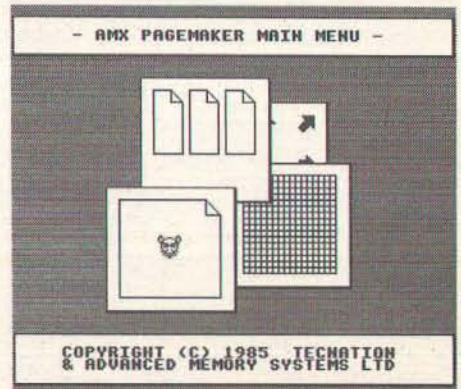 - AMX PAGEMAKER MAIN MENU -
COPYRIGHT (C) 1985 TECNATION
& ADVANCED MEMORY SYSTEMS LTD